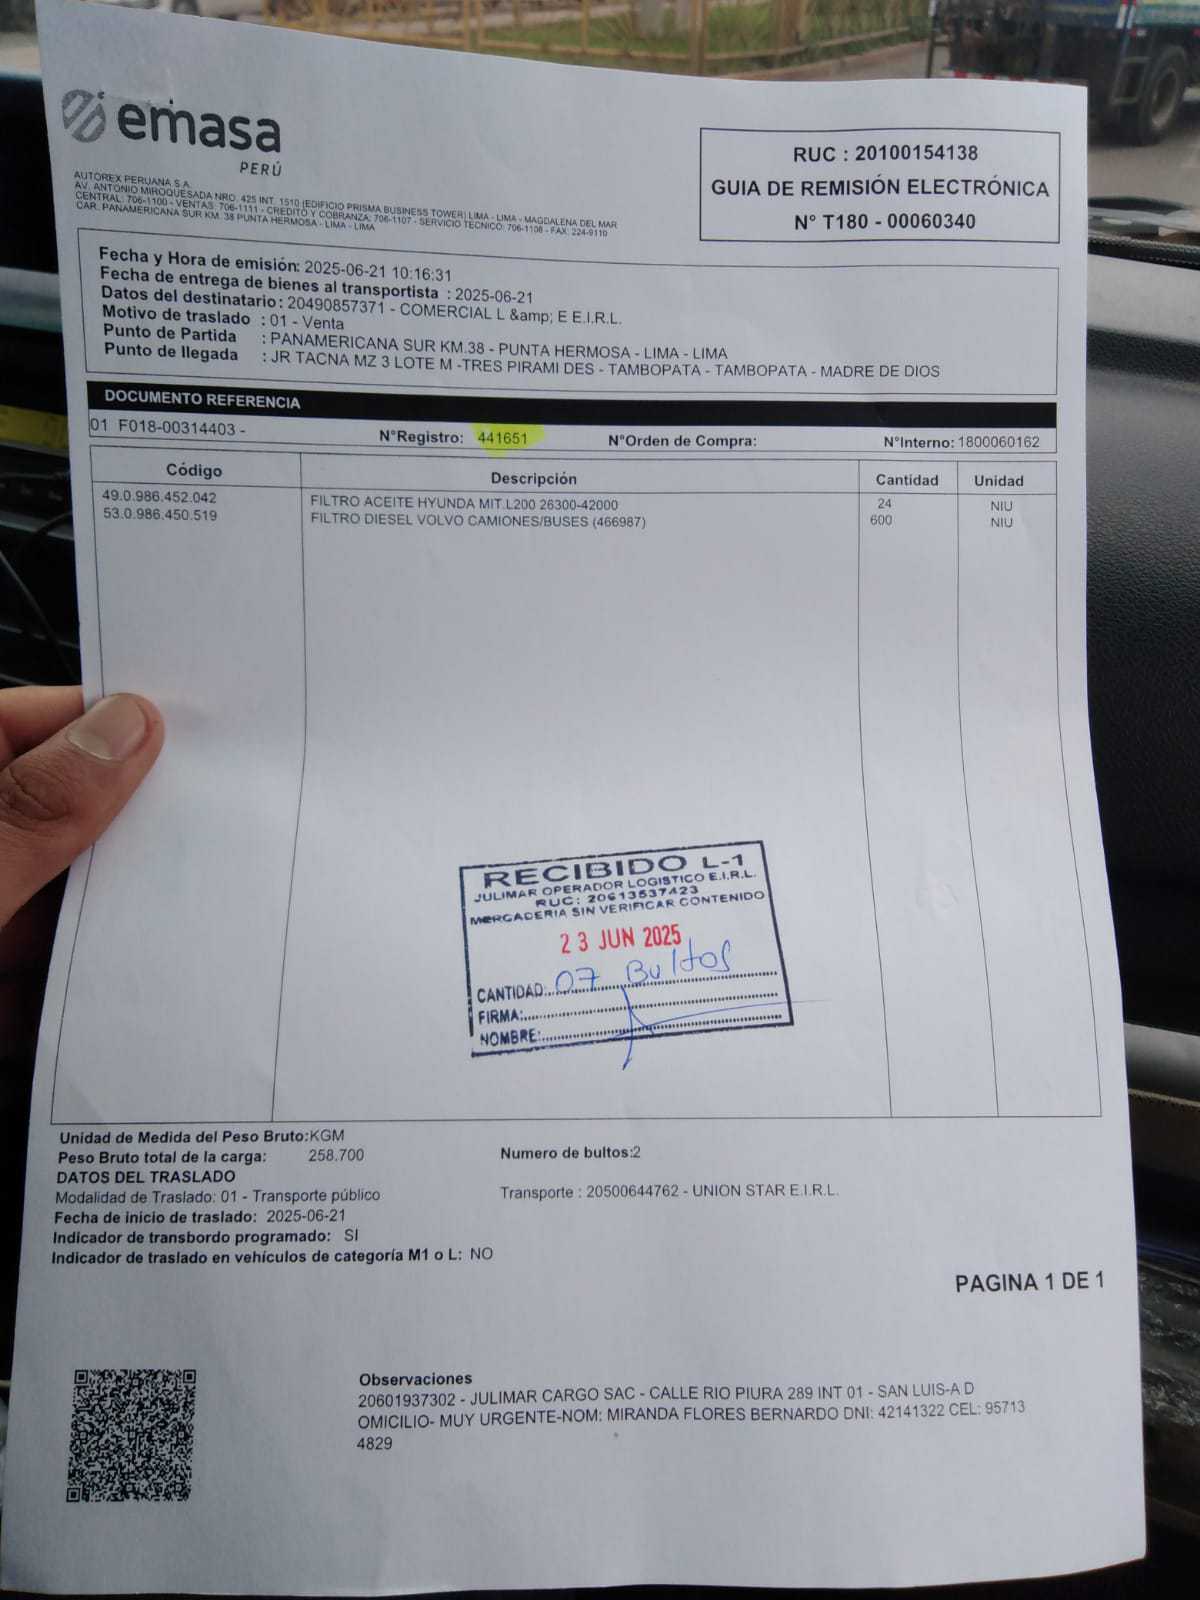 emasa
PERÚ
AUTOREX PERUANA S.A.
AV. ANTONIO MIROQUESADA NRO. 425 INT. 1510 (EDIFICIO PRISMA BUSINESS TOWER) LIMA - LIMA - MAGDALENA DEL MAR
CENTRAL: 706-1100 - VENTAS: 706-1111 - CREDITO Y COBRANZA: 706-1107 - SERVICIO TECNICO: 706-1108 - FAX: 224-9110
CAR. PANAMERICANA SUR KM. 38 PUNTA HERMOSA - LIMA - LIMA
RUC : 20100154138
GUIA DE REMISIÓN ELECTRÓNICA
N° T180 - 00060340
Fecha y Hora de emisión: 2025-06-21 10:16:31
Fecha de entrega de bienes al transportista : 2025-06-21
Datos del destinatario : 20490857371 - COMERCIAL L &amp; E E.I.R.L.
Motivo de traslado : 01 - Venta
Punto de Partida : PANAMERICANA SUR KM.38 - PUNTA HERMOSA - LIMA - LIMA
Punto de llegada : JR TACNA MZ 3 LOTE M -TRES PIRAMI DES - TAMBOPATA - TAMBOPATA - MADRE DE DIOS
DOCUMENTO REFERENCIA
01 F018-00314403 - N°Registro: 441651 N°Orden de Compra: N°Interno: 1800060162
Código Descripción Cantidad Unidad
49.0.986.452.042 FILTRO ACEITE HYUNDA MIT.L200 26300-42000 24 NIU
53.0.986.450.519 FILTRO DIESEL VOLVO CAMIONES/BUSES (466987) 600 NIU
RECIBIDO L-1
JULIMAR OPERADOR LOGISTICO E.I.R.L.
RUC: 20613537423
MERCADERIA SIN VERIFICAR CONTENIDO
23 JUN 2025
CANTIDAD: 07 Bultos
FIRMA:
NOMBRE:
Unidad de Medida del Peso Bruto:KGM
Peso Bruto total de la carga: 258.700 Numero de bultos:2
DATOS DEL TRASLADO
Modalidad de Traslado: 01 - Transporte público Transporte : 20500644762 - UNION STAR E.I.R.L.
Fecha de inicio de traslado: 2025-06-21
Indicador de transbordo programado: SI
Indicador de traslado en vehículos de categoría M1 o L: NO
PAGINA 1 DE 1
Observaciones
20601937302 - JULIMAR CARGO SAC - CALLE RIO PIURA 289 INT 01 - SAN LUIS-A D
OMICILIO- MUY URGENTE-NOM: MIRANDA FLORES BERNARDO DNI: 42141322 CEL: 95713
4829